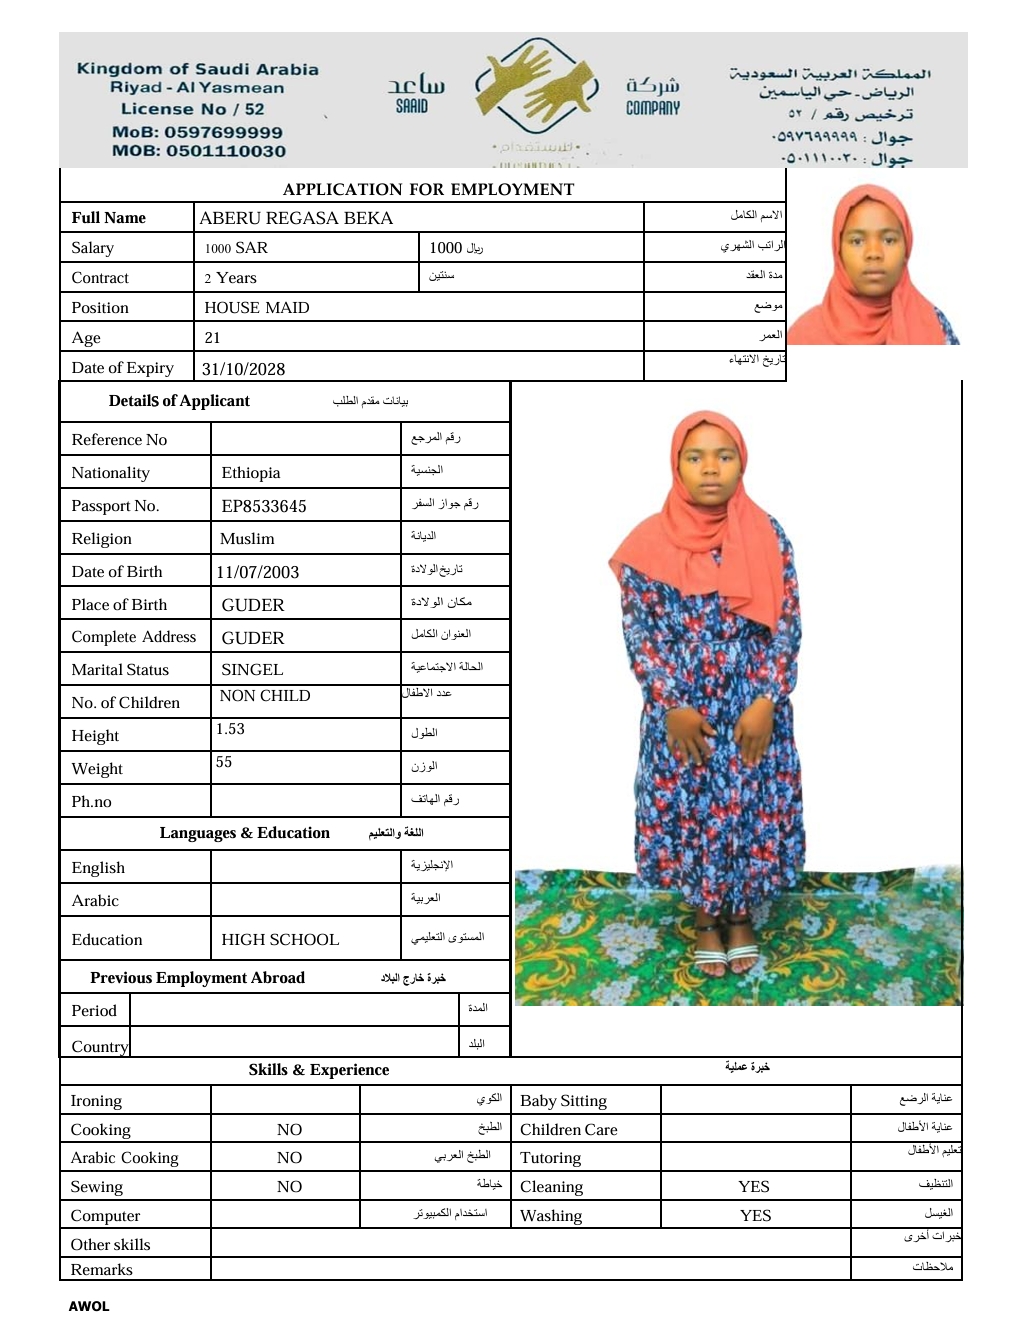 Kingdom of Saudi Arabia
Riyad - Al Yasmean
License No / 52
MoB: 0597699999
MOB: 0501110030
ساعد
SAAID
شركة
COMPANY
للاستقدام
المملكة العربية السعودية
الرياض - حي الياسمين
ترخيص رقم / ٥٢
جوال : ٠٥٩٧٦٩٩٩٩٩
جوال : ٠٥٠١١١٠٠٣٠
APPLICATION FOR EMPLOYMENT
Full Name ABERU REGASA BEKA الاسم الكامل
Salary 1000 SAR 1000 ريال الراتب الشهري
Contract 2 Years سنتين مدة العقد
Position HOUSE MAID موضع
Age 21 العمر
Date of Expiry 31/10/2028 تاريخ الانتهاء
Details of Applicant بيانات مقدم الطلب
Reference No رقم المرجع
Nationality Ethiopia الجنسية
Passport No. EP8533645 رقم جواز السفر
Religion Muslim الديانة
Date of Birth 11/07/2003 تاريخ الولادة
Place of Birth GUDER مكان الولادة
Complete Address GUDER العنوان الكامل
Marital Status SINGEL الحالة الاجتماعية
No. of Children NON CHILD عدد الاطفال
Height 1.53 الطول
Weight 55 الوزن
Ph.no رقم الهاتف
Languages & Education اللغة والتعليم
English الإنجليزية
Arabic العربية
Education HIGH SCHOOL المستوى التعليمي
Previous Employment Abroad خبرة خارج البلاد
Period المدة
Country البلد
Skills & Experience خبرة عملية
Ironing الكوي Baby Sitting عناية الرضع
Cooking NO الطبخ Children Care عناية الأطفال
Arabic Cooking NO الطبخ العربي Tutoring تعليم الأطفال
Sewing NO خياطة Cleaning YES التنظيف
Computer استخدام الكمبيوتر Washing YES الغيسل
Other skills خبرات أخرى
Remarks ملاحظات
AWOL